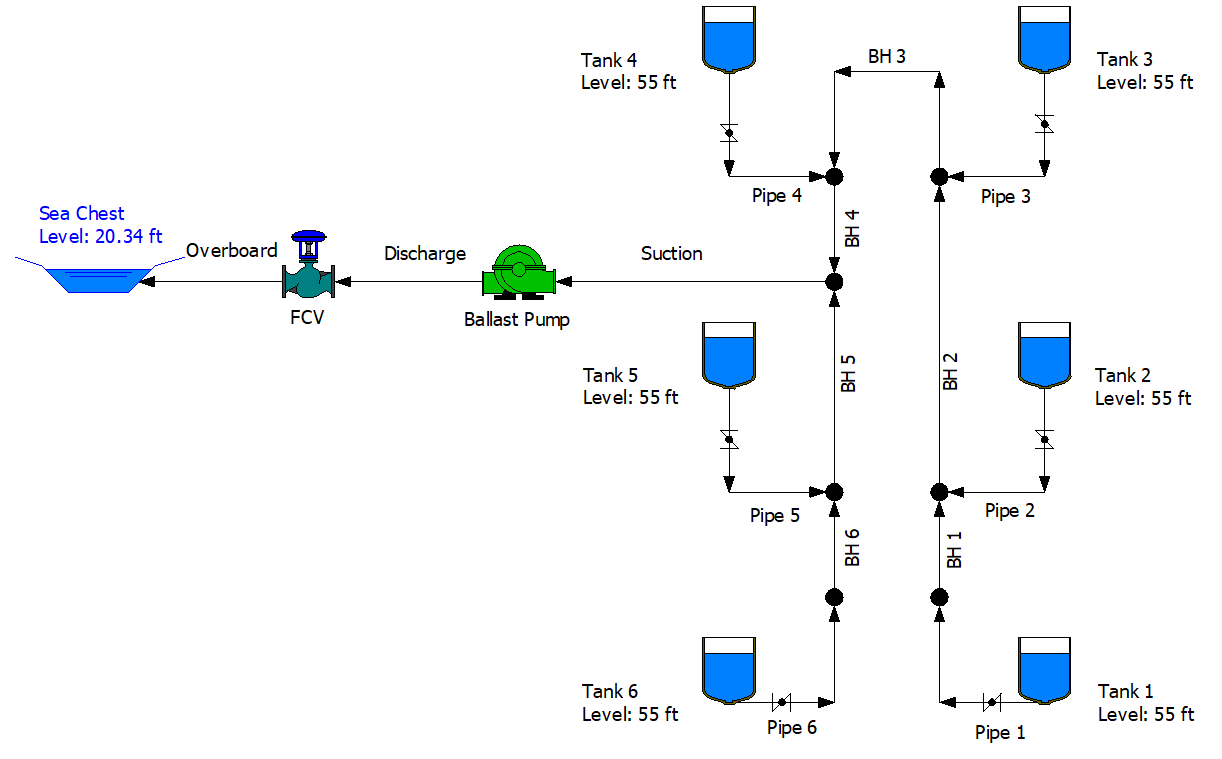 BH 3
Tank 4
Level: 55 ft
Tank 3
Level: 55 ft
Pipe 4
Pipe 3
Sea Chest
Level: 20.34 ft
BH 4
Overboard
Discharge
Suction
FCV
Ballast Pump
BH 5
BH 2
Tank 5
Level: 55 ft
Tank 2
Level: 55 ft
Pipe 5
Pipe 2
BH 6
BH 1
Tank 6
Level: 55 ft
Tank 1
Level: 55 ft
Pipe 6
Pipe 1